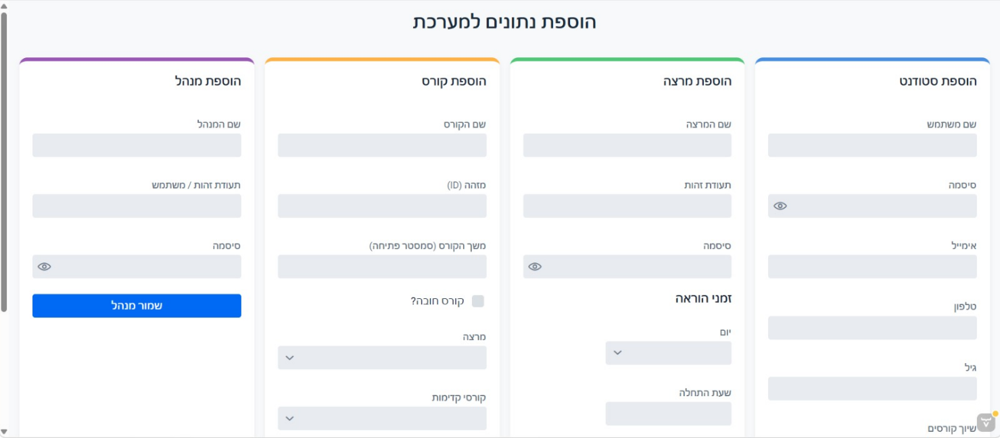 הוספת נתונים למערכת
הוספת סטודנט
שם משתמש
סיסמה
אימייל
טלפון
גיל
שיוך קורסים
הוספת מרצה
שם המרצה
תעודת זהות
סיסמה
זמני הוראה
יום
שעת התחלה
הוספת קורס
שם הקורס
מזהה (ID)
משך הקורס (סמסטר פתיחה)
קורס חובה?
מרצה
קורסי קדימות
הוספת מנהל
שם המנהל
תעודת זהות / משתמש
סיסמה
שמור מנהל